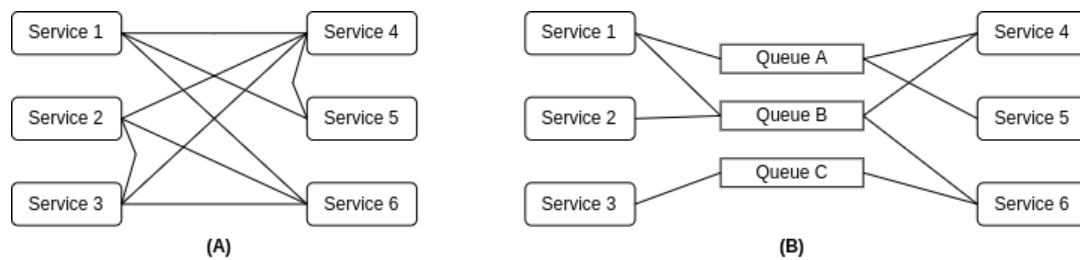 Service 1
Service 4
Service 2
Service 5
Service 3
Service 6
(A)
Service 1
Queue A
Service 4
Service 2
Queue B
Service 5
Queue C
Service 3
Service 6
(B)